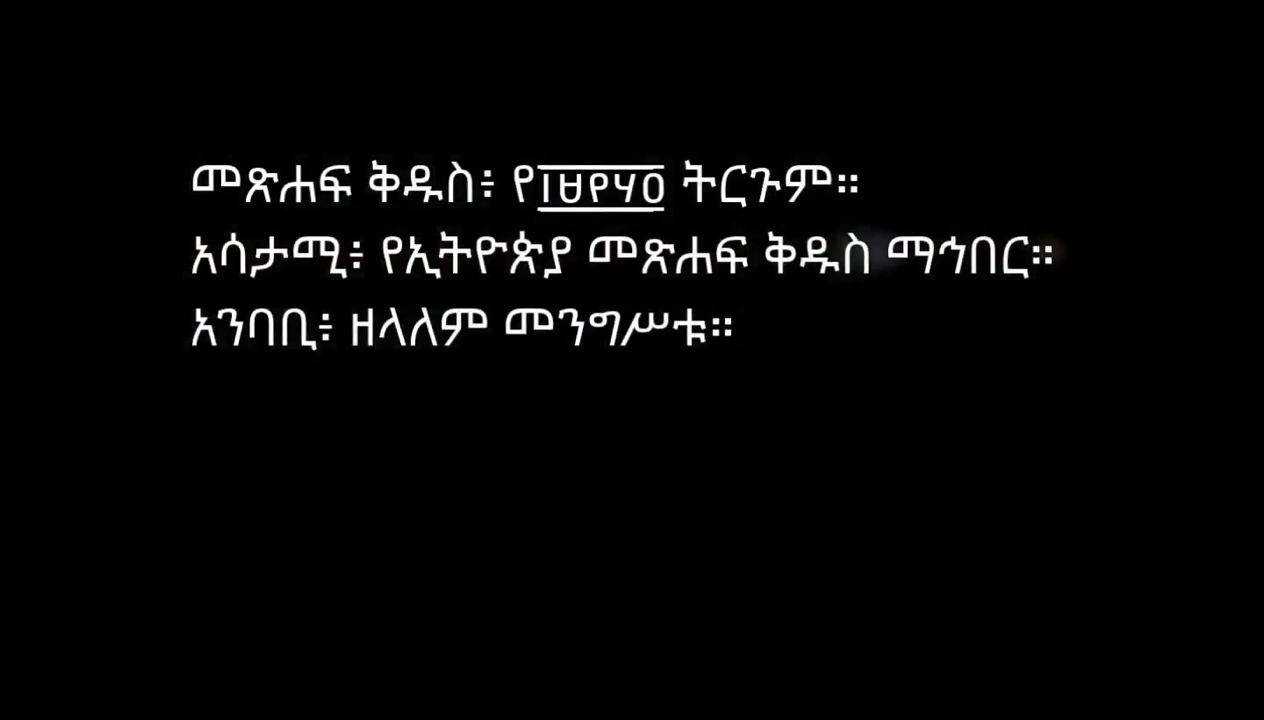 መጽሐፍ ቅዱስ፥ የ፲፱፻፶፬ ትርጉም።
አሳታሚ፥ የኢትዮጵያ መጽሐፍ ቅዱስ ማኅበር።
አንባቢ፥ ዘላለም መንግሥቱ።